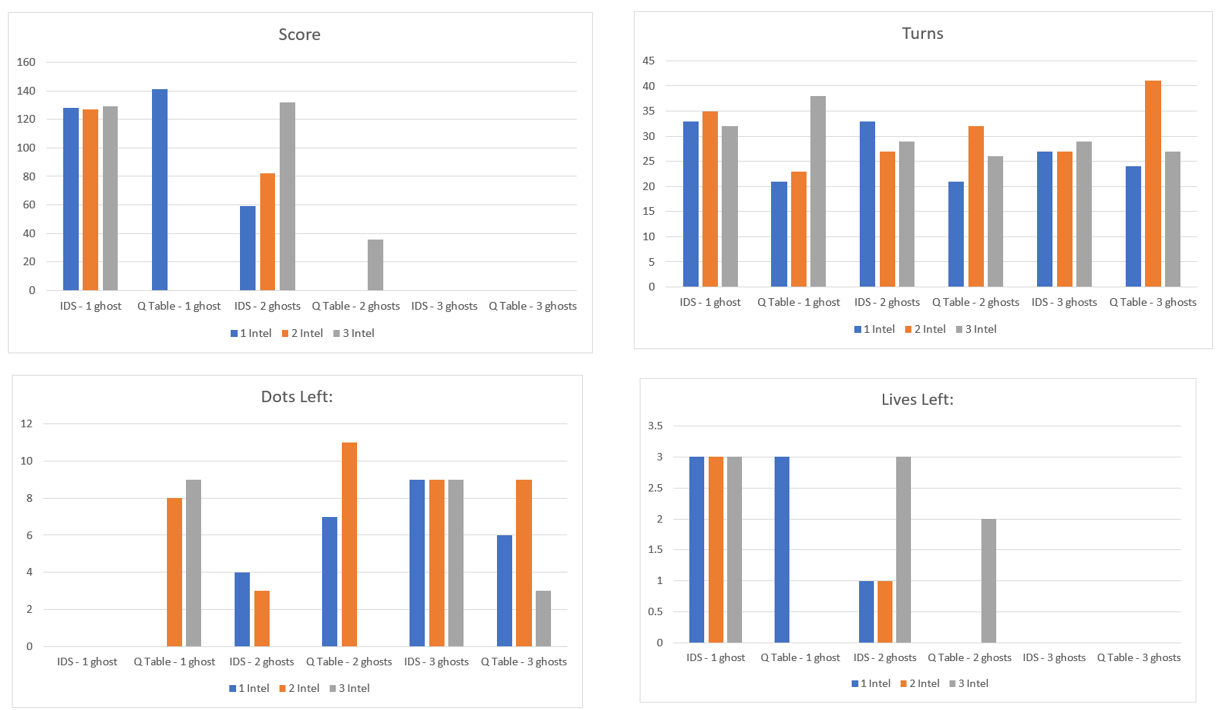 Score
160
140
120
100
80
60
40
20
0
IDS - 1 ghost Q Table - 1 ghost IDS - 2 ghosts Q Table - 2 ghosts IDS - 3 ghosts Q Table - 3 ghosts
1 Intel 2 Intel 3 Intel
Turns
45
40
35
30
25
20
15
10
5
0
IDS - 1 ghost Q Table - 1 ghost IDS - 2 ghosts Q Table - 2 ghosts IDS - 3 ghosts Q Table - 3 ghosts
1 Intel 2 Intel 3 Intel
Dots Left:
12
10
8
6
4
2
0
IDS - 1 ghost Q Table - 1 ghost IDS - 2 ghosts Q Table - 2 ghosts IDS - 3 ghosts Q Table - 3 ghosts
1 Intel 2 Intel 3 Intel
Lives Left:
3.5
3
2.5
2
1.5
1
0.5
0
IDS - 1 ghost Q Table - 1 ghost IDS - 2 ghosts Q Table - 2 ghosts IDS - 3 ghosts Q Table - 3 ghosts
1 Intel 2 Intel 3 Intel